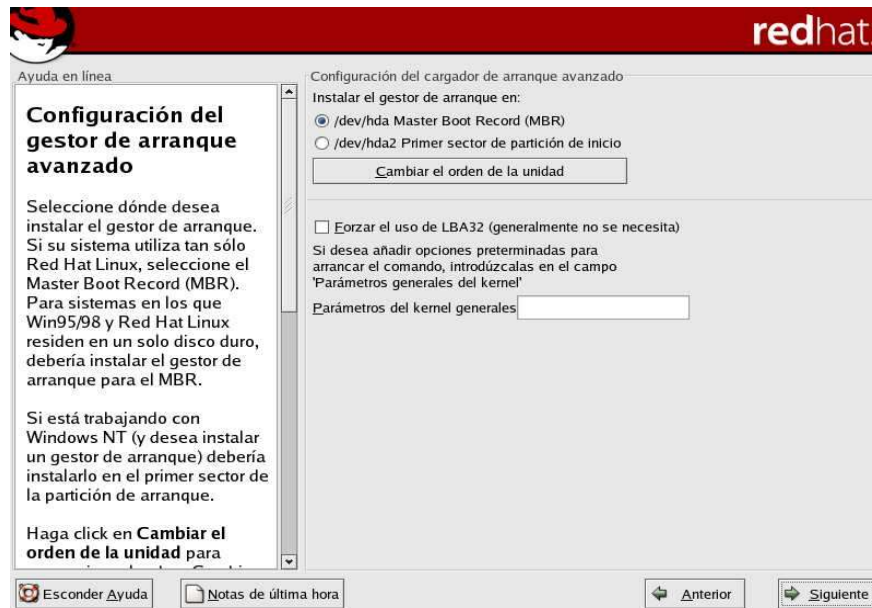 redhat.
Ayuda en línea
Configuración del
gestor de arranque
avanzado
Seleccione dónde desea
instalar el gestor de arranque.
Si su sistema utiliza tan sólo
Red Hat Linux, seleccione el
Master Boot Record (MBR).
Para sistemas en los que
Win95/98 y Red Hat Linux
residen en un solo disco duro,
debería instalar el gestor de
arranque para el MBR.
Si está trabajando con
Windows NT (y desea instalar
un gestor de arranque) debería
instalarlo en el primer sector de
la partición de arranque.
Haga click en Cambiar el
orden de la unidad para
Configuración del cargador de arranque avanzado
Instalar el gestor de arranque en:
/dev/hda Master Boot Record (MBR)
/dev/hda2 Primer sector de partición de inicio
Cambiar el orden de la unidad
Forzar el uso de LBA32 (generalmente no se necesita)
Si desea añadir opciones preterminadas para
arrancar el comando, introdúzcalas en el campo
'Parámetros generales del kernel'
Parámetros del kernel generales
Esconder Ayuda
Notas de última hora
Anterior
Siguiente